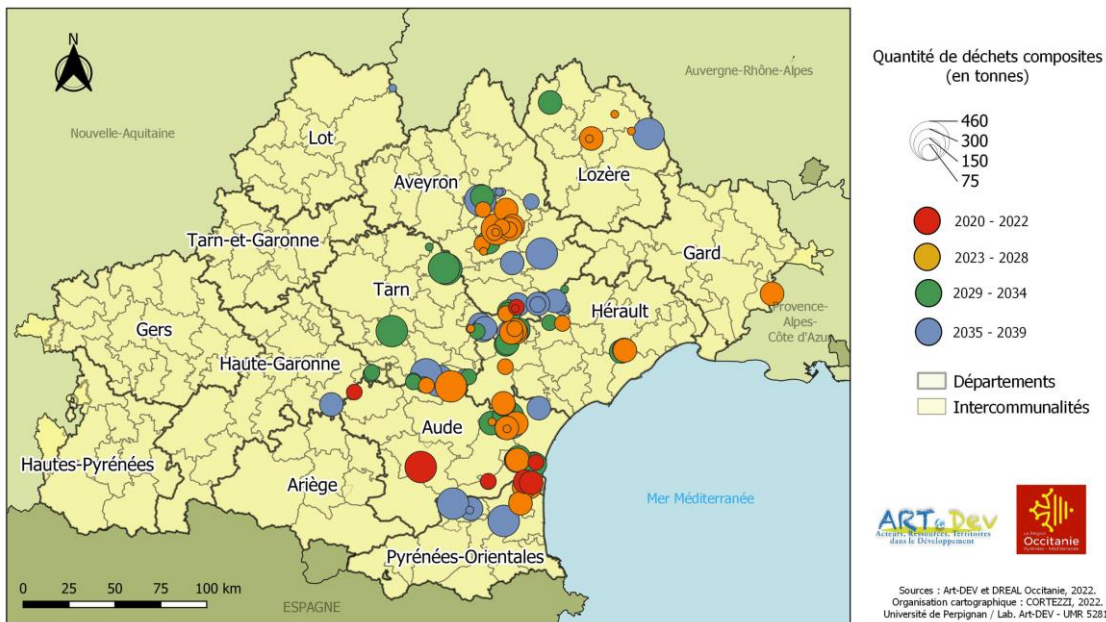 N
Auvergne-Rhône-Alpes
Nouvelle-Aquitaine
Lot
Aveyron
Lozère
Tarn-et-Garonne
Gard
Tarn
Hérault
Provence-
Alpes-
Côte d'Azur
Gers
Haute-Garonne
Aude
Hautes-Pyrénées
Ariège
Mer Méditerranée
Pyrénées-Orientales
0 25 50 75 100 km
ESPAGNE
Quantité de déchets composites
(en tonnes)
460
300
150
75
2020 - 2022
2023 - 2028
2029 - 2034
2035 - 2039
Départements
Intercommunalités
ART Dev
Acteurs, Ressources, Territoires
dans le Développement
La Région
Occitanie
Pyrénées - Méditerranée
Sources : Art-DEV et DREAL Occitanie, 2022.
Organisation cartographique : CORTEZZI, 2022.
Université de Perpignan / Lab. Art-DEV - UMR 5281